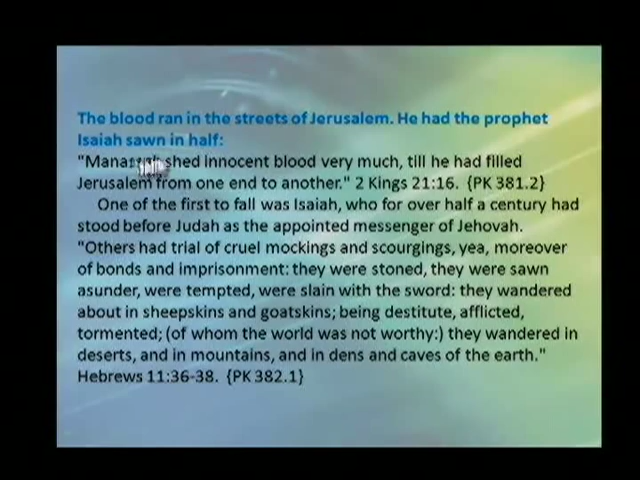 The blood ran in the streets of Jerusalem. He had the prophet
Isaiah sawn in half:
"Manasseh shed innocent blood very much, till he had filled
Jerusalem from one end to another." 2 Kings 21:16. {PK 381.2}
One of the first to fall was Isaiah, who for over half a century had
stood before Judah as the appointed messenger of Jehovah.
"Others had trial of cruel mockings and scourgings, yea, moreover
of bonds and imprisonment: they were stoned, they were sawn
asunder, were tempted, were slain with the sword: they wandered
about in sheepskins and goatskins; being destitute, afflicted,
tormented; (of whom the world was not worthy:) they wandered in
deserts, and in mountains, and in dens and caves of the earth."
Hebrews 11:36-38. {PK 382.1}